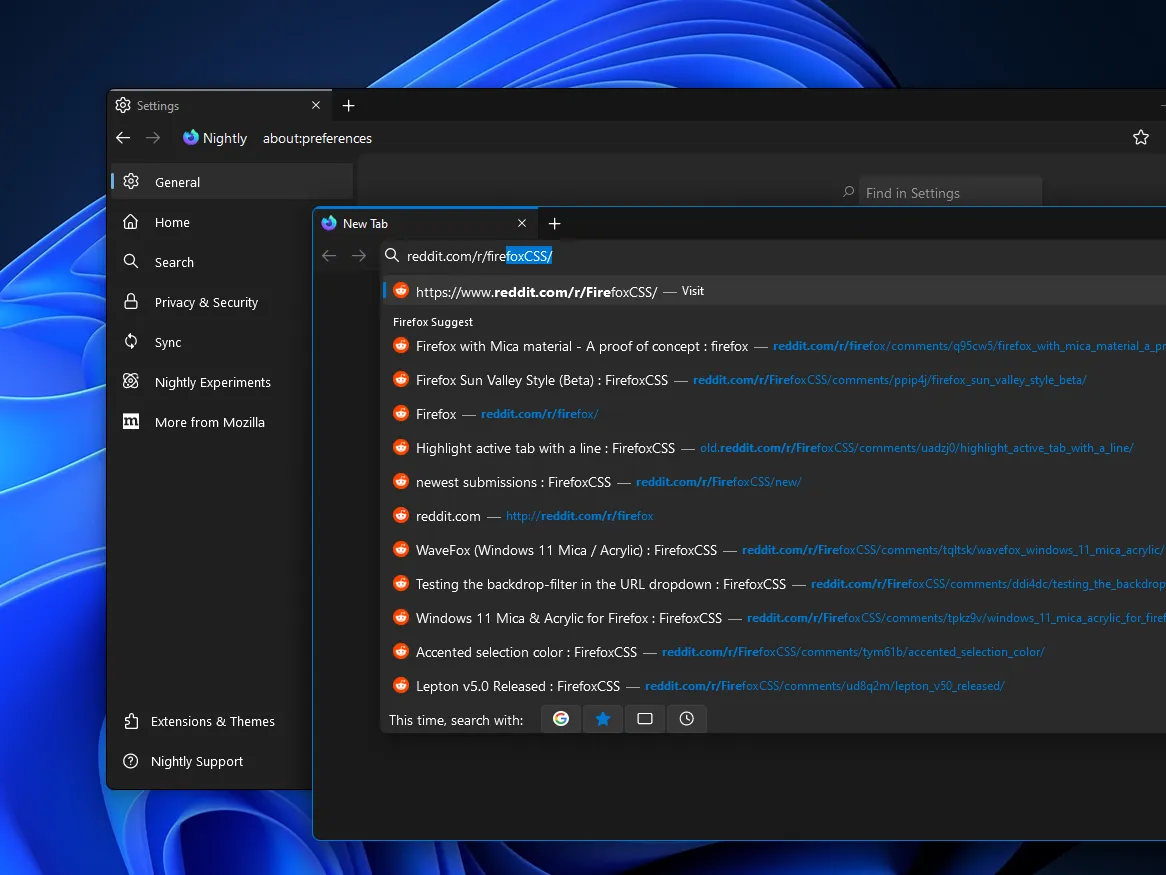 Settings
Nightly about:preferences
General
Find in Settings
Home
Search
Privacy & Security
Sync
Nightly Experiments
m More from Mozilla
Extensions & Themes
Nightly Support
New Tab
reddit.com/r/firefoxCSS/
https://www.reddit.com/r/FirefoxCSS/ — Visit
Firefox Suggest
Firefox with Mica material - A proof of concept : firefox — reddit.com/r/firefox/comments/q95cw5/firefox_with_mica_material_a_pr
Firefox Sun Valley Style (Beta) : FirefoxCSS — reddit.com/r/FirefoxCSS/comments/ppip4j/firefox_sun_valley_style_beta/
Firefox — reddit.com/r/firefox/
Highlight active tab with a line : FirefoxCSS — old.reddit.com/r/FirefoxCSS/comments/uadzj0/highlight_active_tab_with_a_line/
newest submissions : FirefoxCSS — reddit.com/r/FirefoxCSS/new/
reddit.com — http://reddit.com/r/firefox
WaveFox (Windows 11 Mica / Acrylic) : FirefoxCSS — reddit.com/r/FirefoxCSS/comments/tqltsk/wavefox_windows_11_mica_acrylic/
Testing the backdrop-filter in the URL dropdown : FirefoxCSS — reddit.com/r/FirefoxCSS/comments/ddi4dc/testing_the_backdrop
Windows 11 Mica & Acrylic for Firefox : FirefoxCSS — reddit.com/r/FirefoxCSS/comments/tpkz9v/windows_11_mica_acrylic_for_firef
Accented selection color : FirefoxCSS — reddit.com/r/FirefoxCSS/comments/tym61b/accented_selection_color/
Lepton v5.0 Released : FirefoxCSS — reddit.com/r/FirefoxCSS/comments/ud8q2m/lepton_v50_released/
This time, search with: